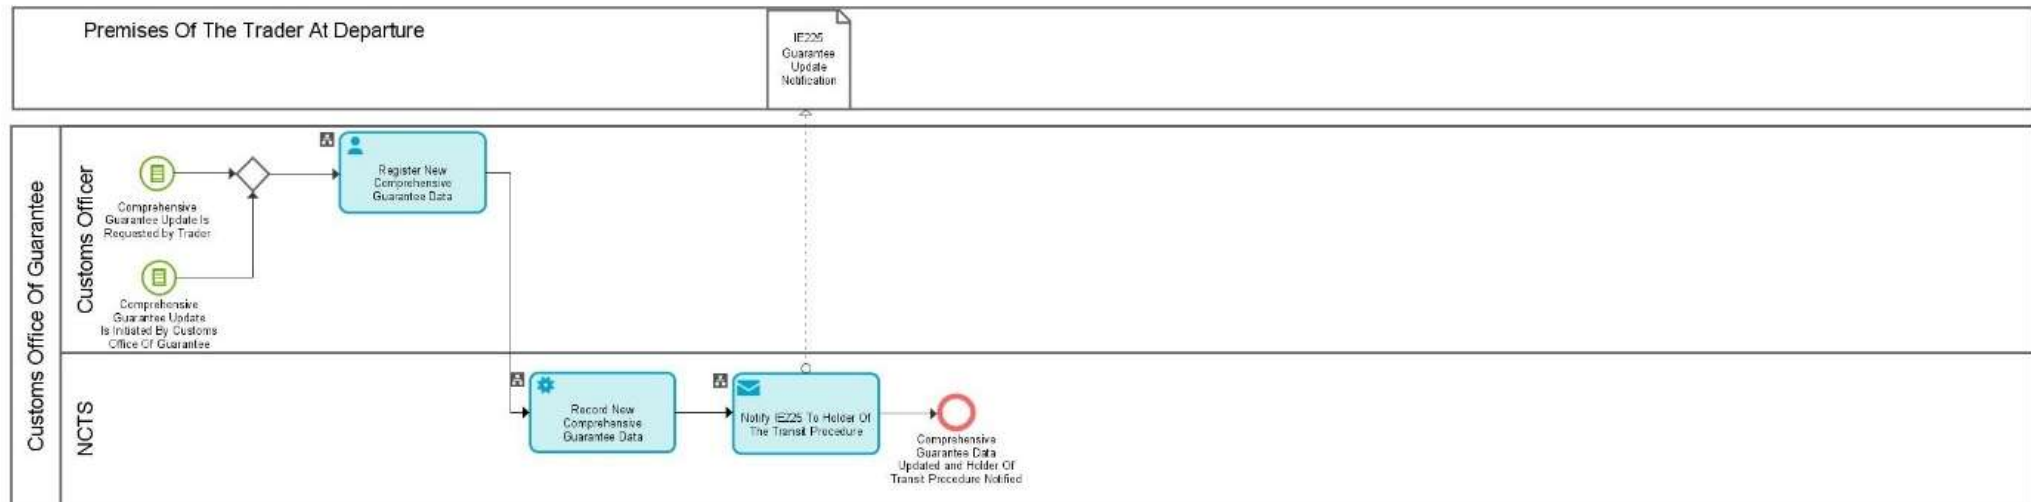 Premises Of The Trader At Departure
IE225
Guarantee
Update
Notification
Customs Office Of Guarantee
Customs Officer
Comprehensive
Guarantee Update Is
Requested by Trader
Comprehensive
Guarantee Update
Is Initiated By Customs
Office Of Guarantee
Register New
Comprehensive
Guarantee Data
NCTS
Record New
Comprehensive
Guarantee Data
Notify IE225 To Holder Of
The Transit Procedure
Comprehensive
Guarantee Data
Updated and Holder Of
Transit Procedure Notified